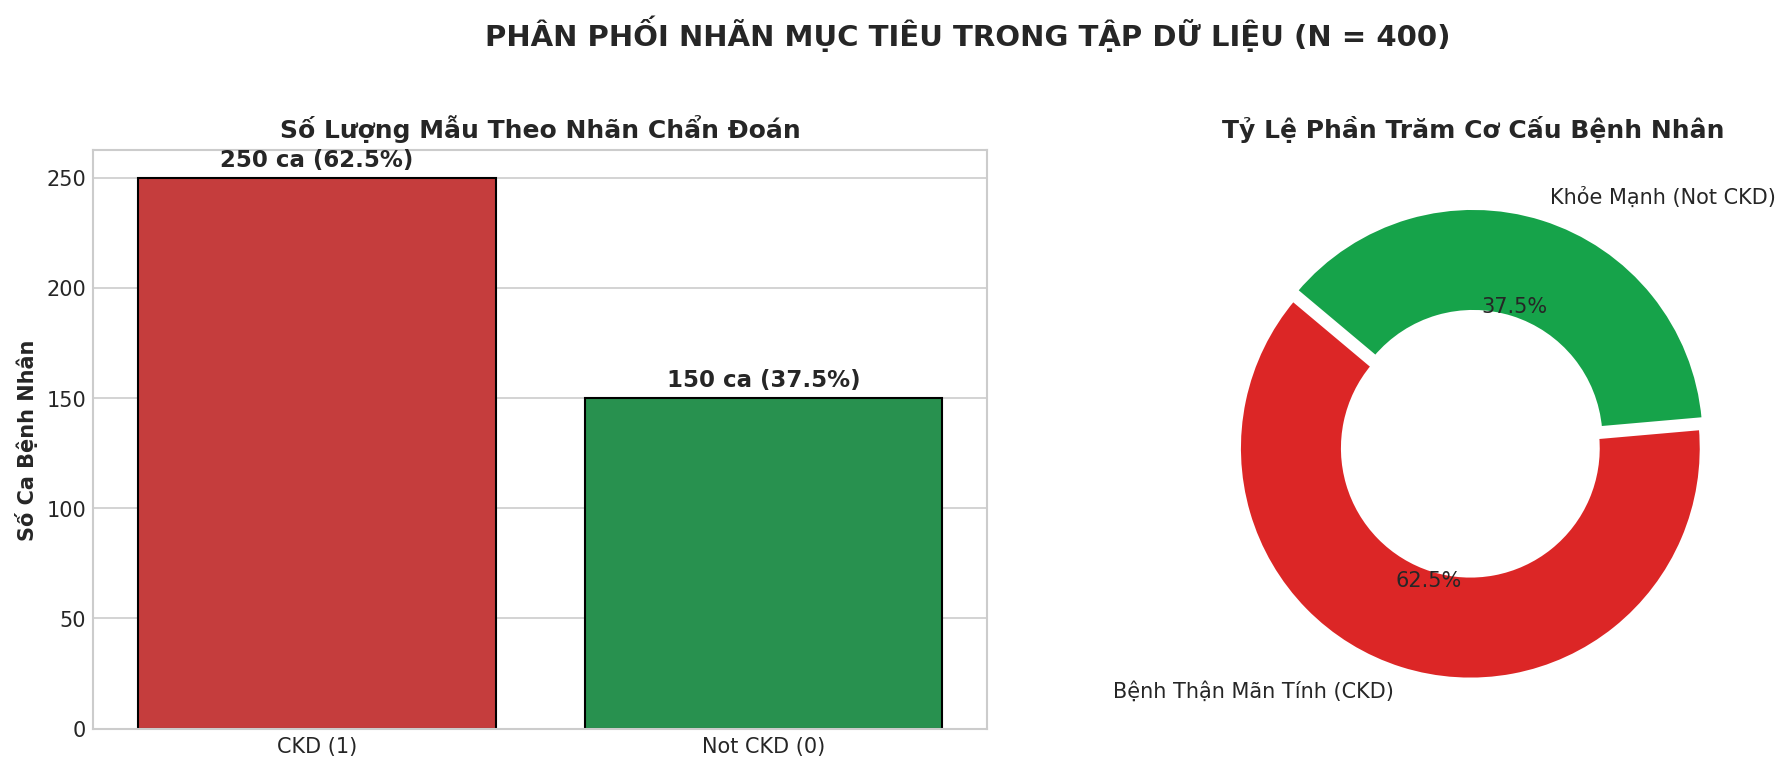 PHÂN PHỐI NHÃN MỤC TIÊU TRONG TẬP DỮ LIỆU (N = 400)
Số Lượng Mẫu Theo Nhãn Chẩn Đoán
250 ca (62.5%)
150 ca (37.5%)
Số Ca Bệnh Nhân
250
200
150
100
50
0
CKD (1)
Not CKD (0)
Tỷ Lệ Phần Trăm Cơ Cấu Bệnh Nhân
Khỏe Mạnh (Not CKD)
37.5%
62.5%
Bệnh Thận Mãn Tính (CKD)